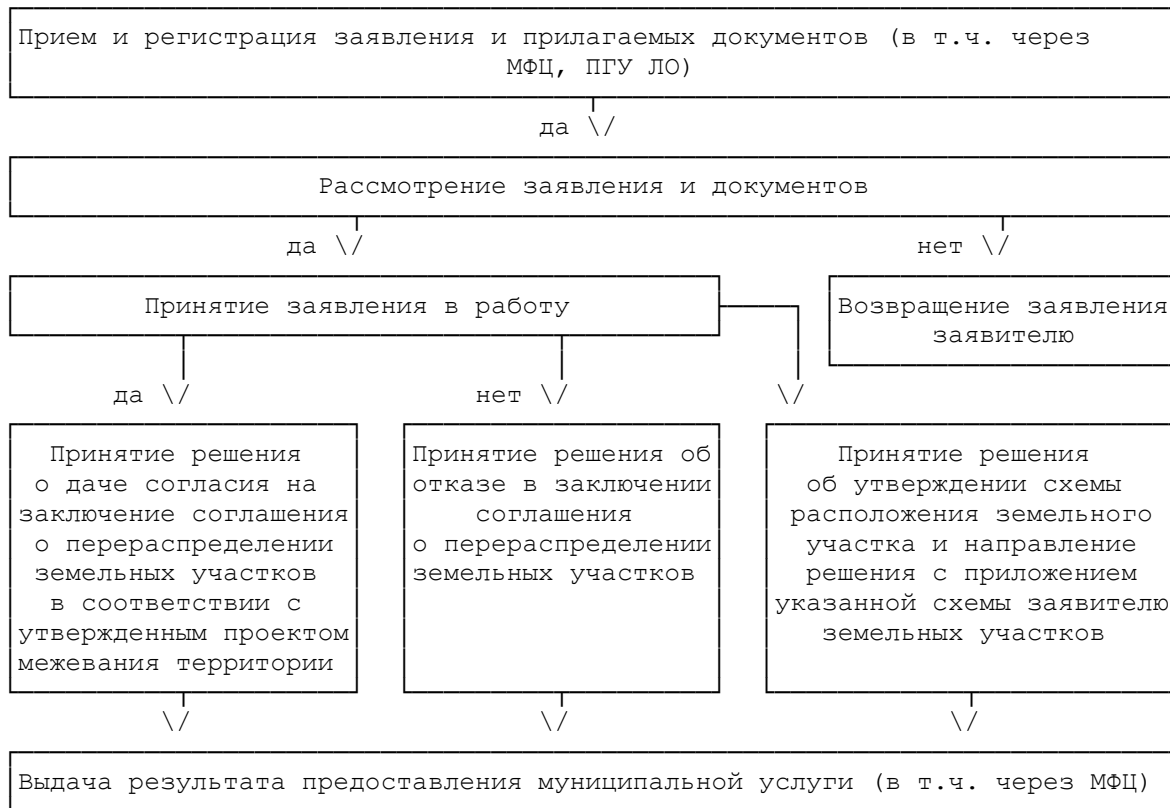 Прием и регистрация заявления и прилагаемых документов (в т.ч. через
МФЦ, ПГУ ЛО)
да \/
Рассмотрение заявления и документов
да \/
нет \/
Принятие заявления в работу
Возвращение заявления
заявителю
да \/
нет \/
\/
Принятие решения
о даче согласия на
заключение соглашения
о перераспределении
земельных участков
в соответствии с
утвержденным проектом
межевания территории
Принятие решения об
отказе в заключении
соглашения
о перераспределении
земельных участков
Принятие решения
об утверждении схемы
расположения земельного
участка и направление
решения с приложением
указанной схемы заявителю
земельных участков
\/
\/
\/
Выдача результата предоставления муниципальной услуги (в т.ч. через МФЦ)